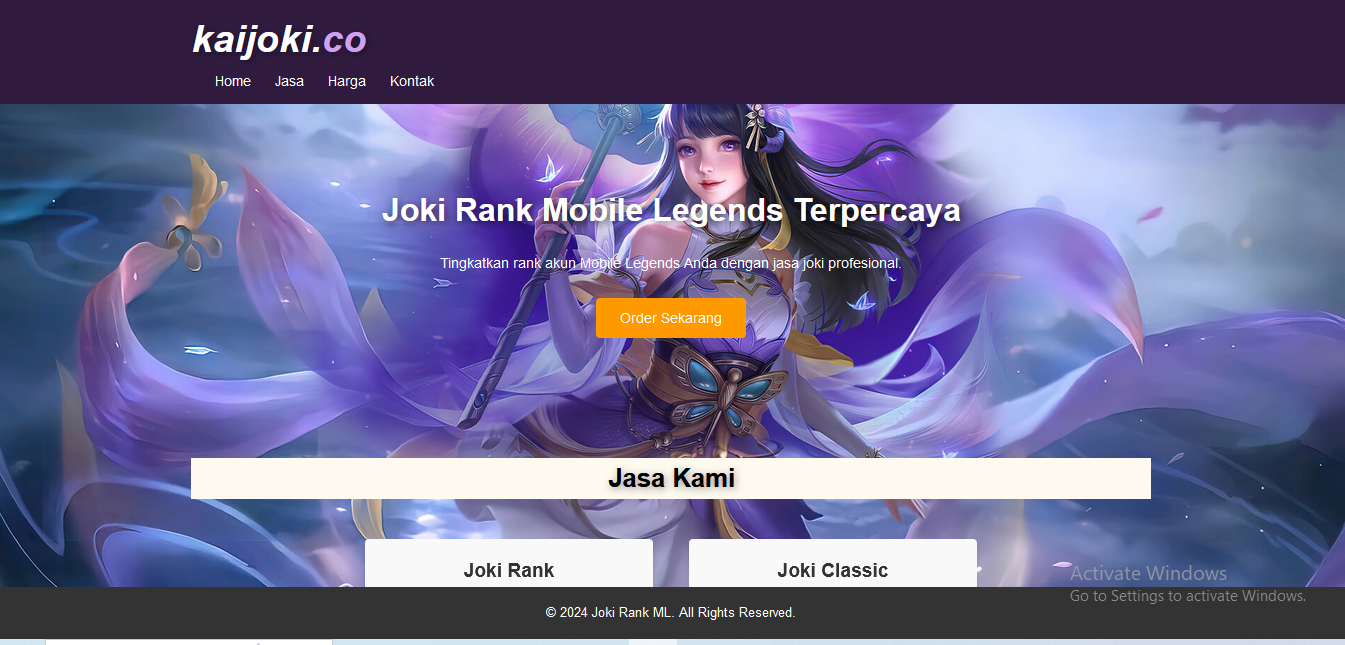 kaijoki.co
Home Jasa Harga Kontak
Joki Rank Mobile Legends Terpercaya
Tingkatkan rank akun Mobile Legends Anda dengan jasa joki profesional.
Order Sekarang
Jasa Kami
Joki Rank Joki Classic
Activate Windows
Go to Settings to activate Windows.
© 2024 Joki Rank ML. All Rights Reserved.